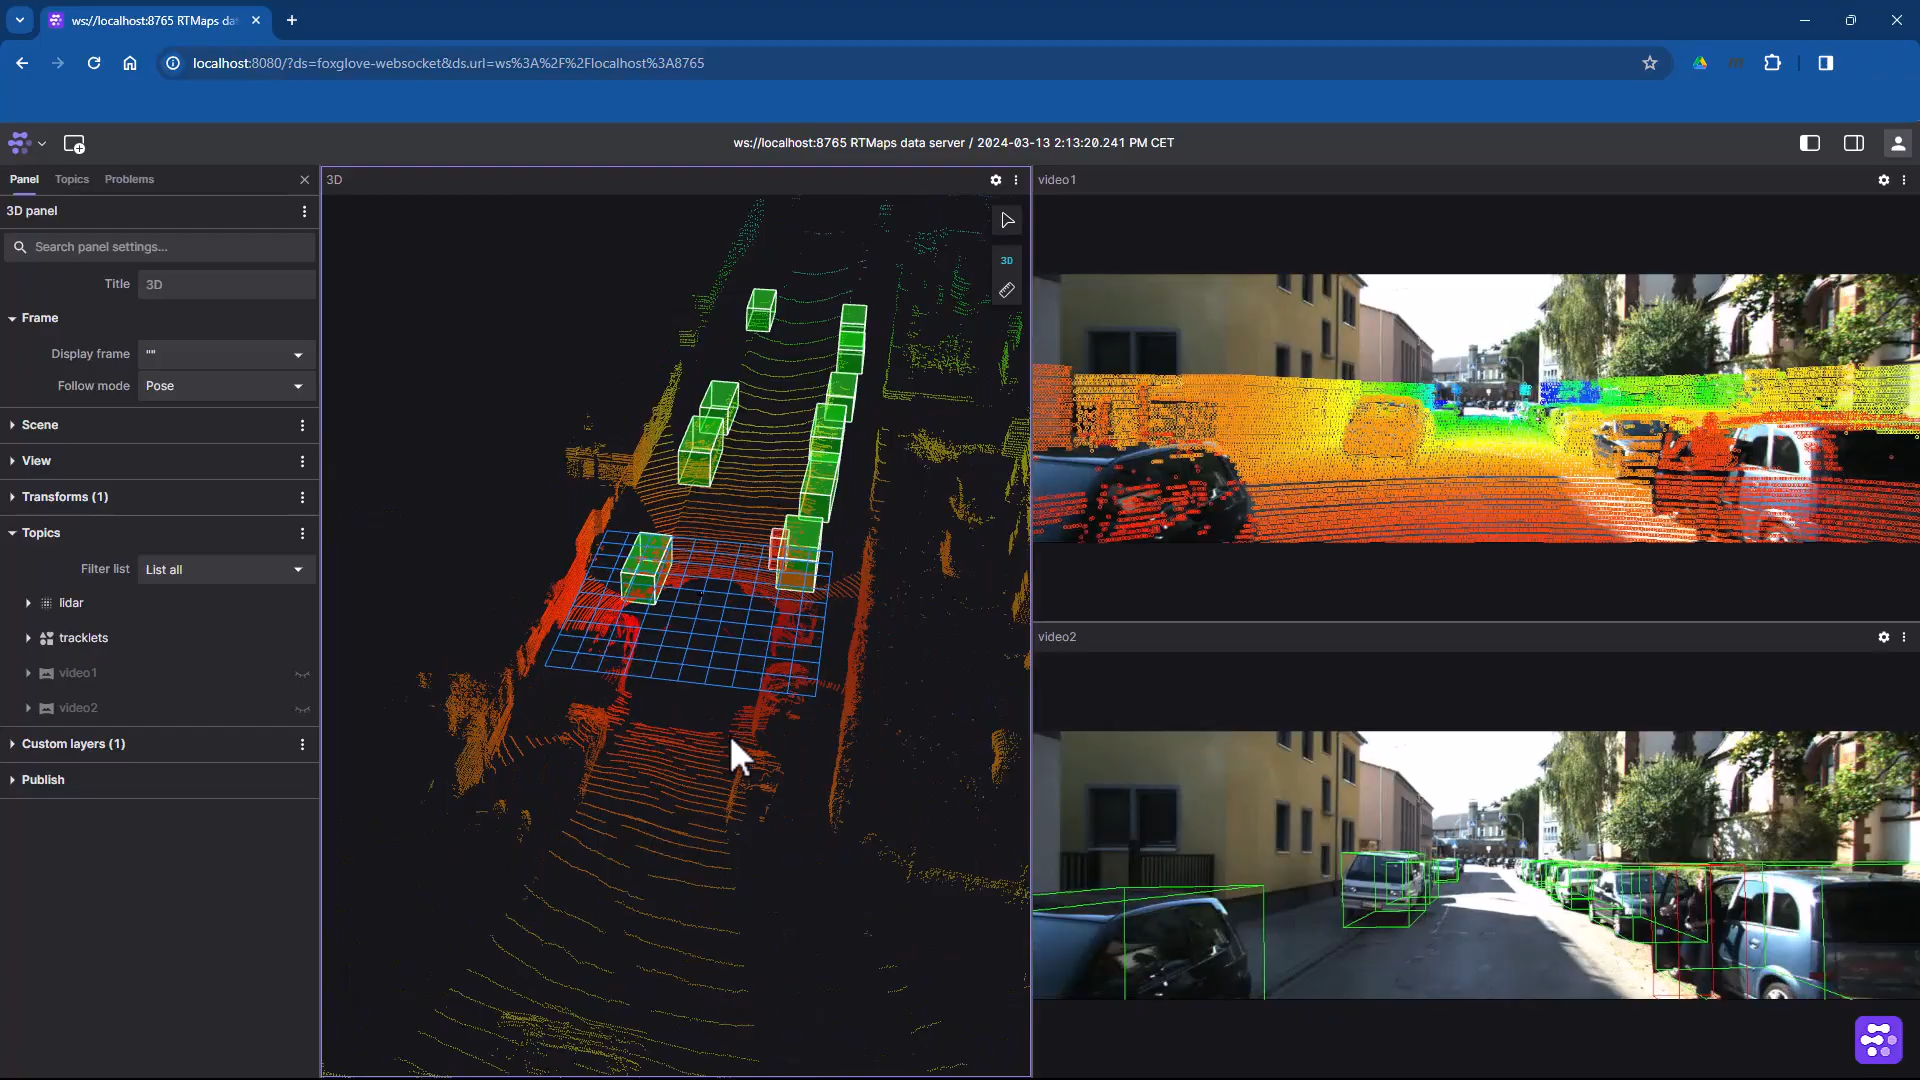 ws://localhost:8765 RTMaps da
localhost:8080/?ds=foxglove-websocket&ds.url=ws%3A%2F%2Flocalhost%3A8765
ws://localhost:8765 RTMaps data server / 2024-03-13 2:13:20.241 PM CET
Panel Topics Problems
3D panel
Search panel settings...
Title 3D
Frame
Display frame ""
Follow mode Pose
Scene
View
Transforms (1)
Topics
Filter list List all
lidar
tracklets
video1
video2
Custom layers (1)
Publish
3D
3D
video1
video2